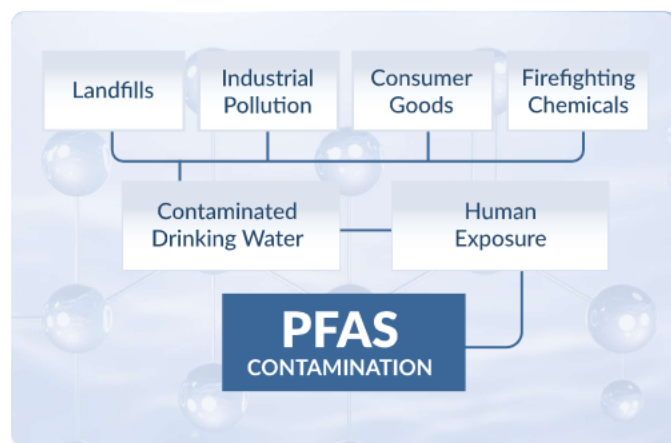 Landfills
Industrial
Pollution
Consumer
Goods
Firefighting
Chemicals
Contaminated
Drinking Water
Human
Exposure
PFAS
CONTAMINATION